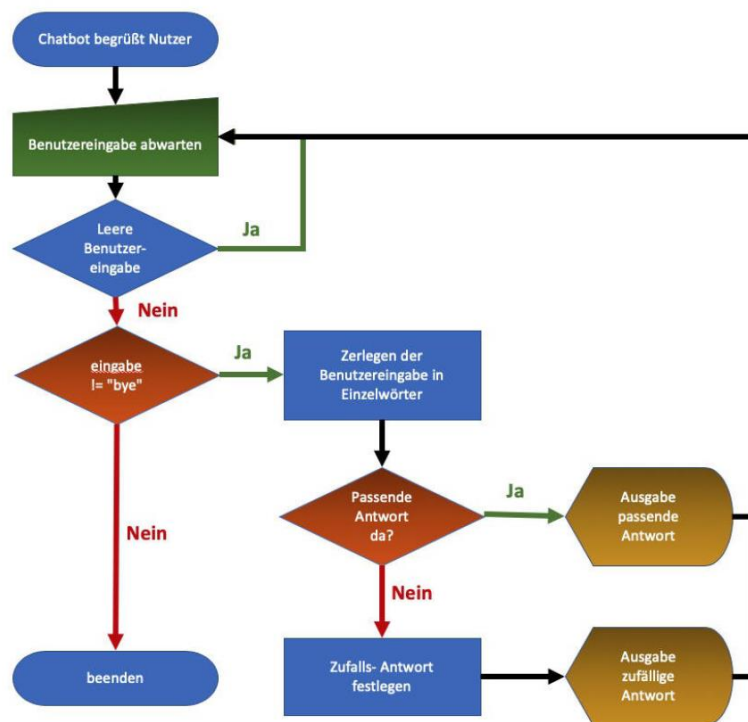 Chatbot begrüßt Nutzer
Benutzereingabe abwarten
Leere
Benutzer-
eingabe
Ja
Nein
eingabe
!= "bye"
Ja
Zerlegen der
Benutzereingabe in
Einzelwörter
Passende
Antwort
da?
Ja
Ausgabe
passende
Antwort
Nein
Nein
beenden
Zufalls- Antwort
festlegen
Ausgabe
zufällige
Antwort